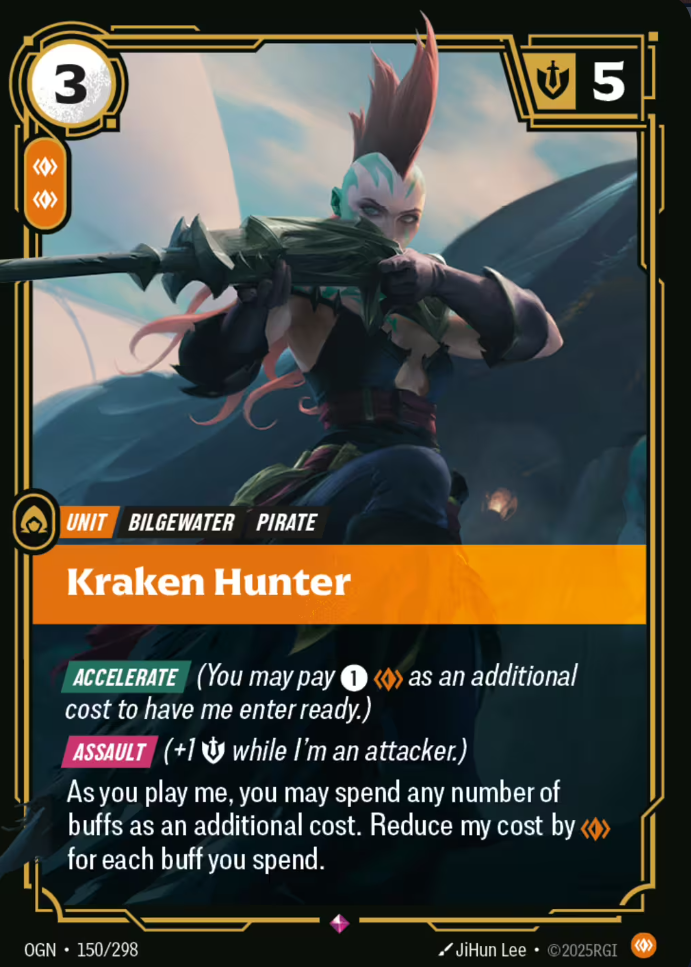 3
5
UNIT BILGEWATER PIRATE
Kraken Hunter
ACCELERATE (You may pay 1 as an additional
cost to have me enter ready.)
ASSAULT (+1 while I'm an attacker.)
As you play me, you may spend any number of
buffs as an additional cost. Reduce my cost by
for each buff you spend.
OGN • 150/298 JiHun Lee • ©2025RGI